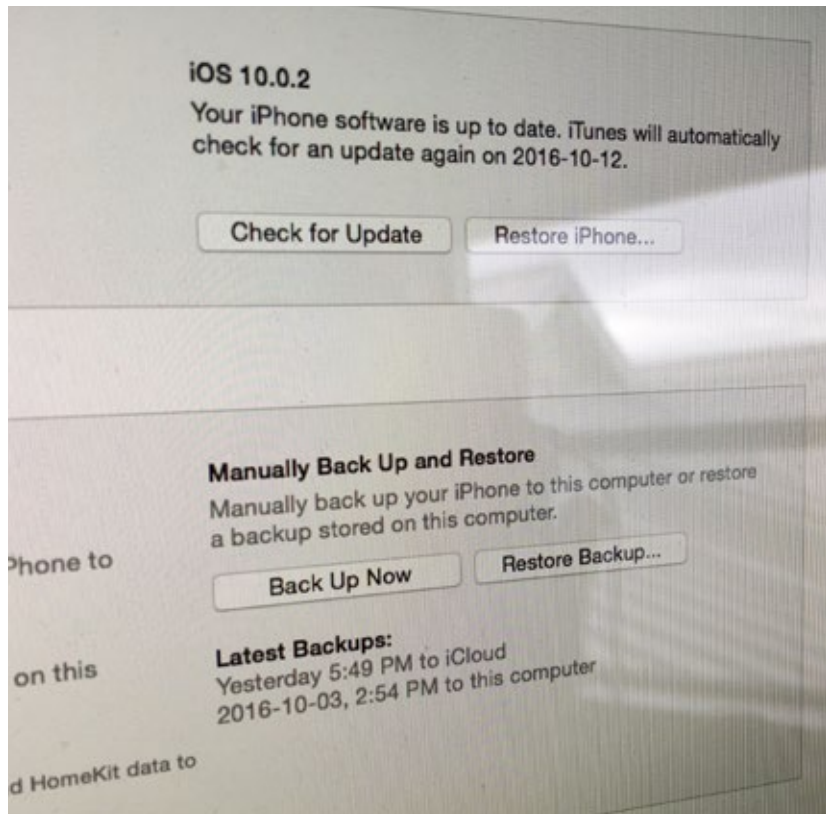 iOS 10.0.2
Your iPhone software is up to date. iTunes will automatically
check for an update again on 2016-10-12.
Check for Update
Restore iPhone...
Manually Back Up and Restore
Manually back up your iPhone to this computer or restore
a backup stored on this computer.
Phone to
Back Up Now
Restore Backup...
Latest Backups:
on this
Yesterday 5:49 PM to iCloud
2016-10-03, 2:54 PM to this computer
d HomeKit data to